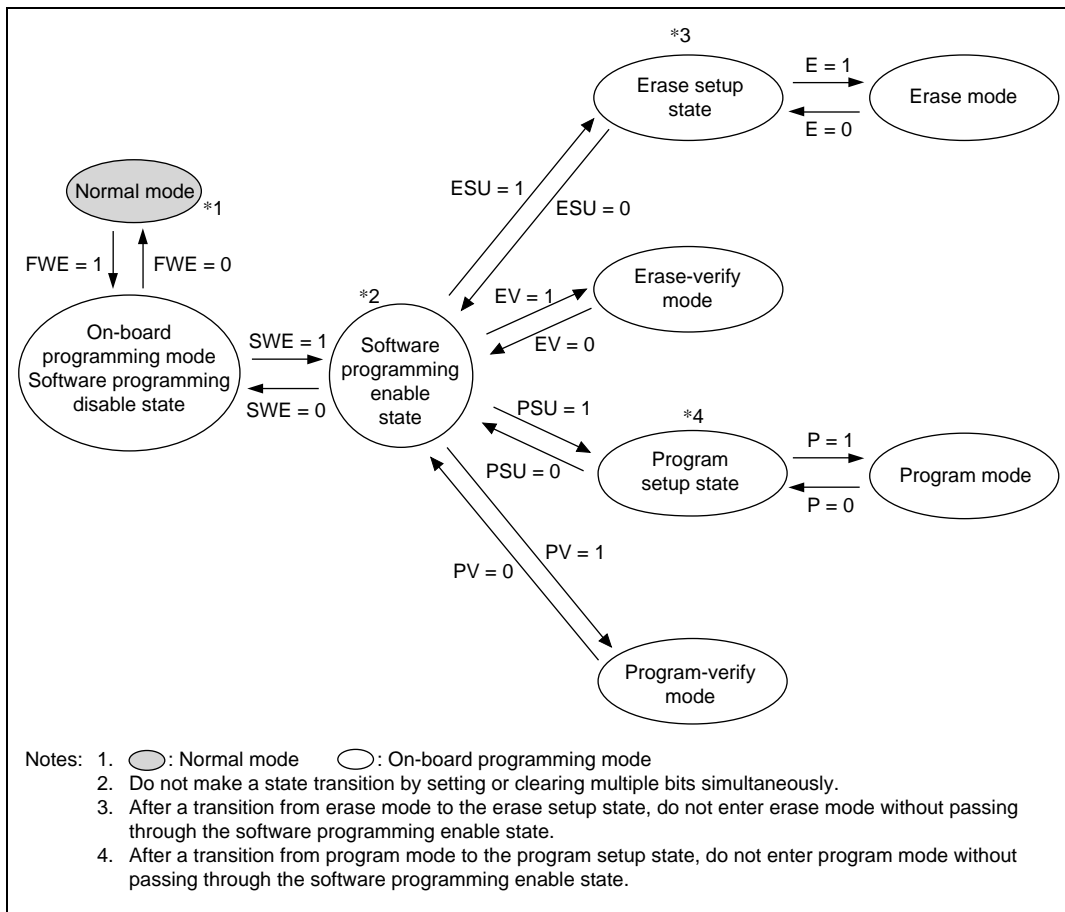 *3
Erase setup
state
E = 1
E = 0
Erase mode
Normal mode
*1
ESU = 1
ESU = 0
FWE = 1
FWE = 0
Erase-verify
mode
*2
EV = 1
EV = 0
On-board
programming mode
Software programming
disable state
SWE = 1
SWE = 0
Software
programming
enable
state
PSU = 1
PSU = 0
*4
Program
setup state
P = 1
P = 0
Program mode
PV = 1
PV = 0
Program-verify
mode
Notes: 1. : Normal mode : On-board programming mode
2. Do not make a state transition by setting or clearing multiple bits simultaneously.
3. After a transition from erase mode to the erase setup state, do not enter erase mode without passing
through the software programming enable state.
4. After a transition from program mode to the program setup state, do not enter program mode without
passing through the software programming enable state.